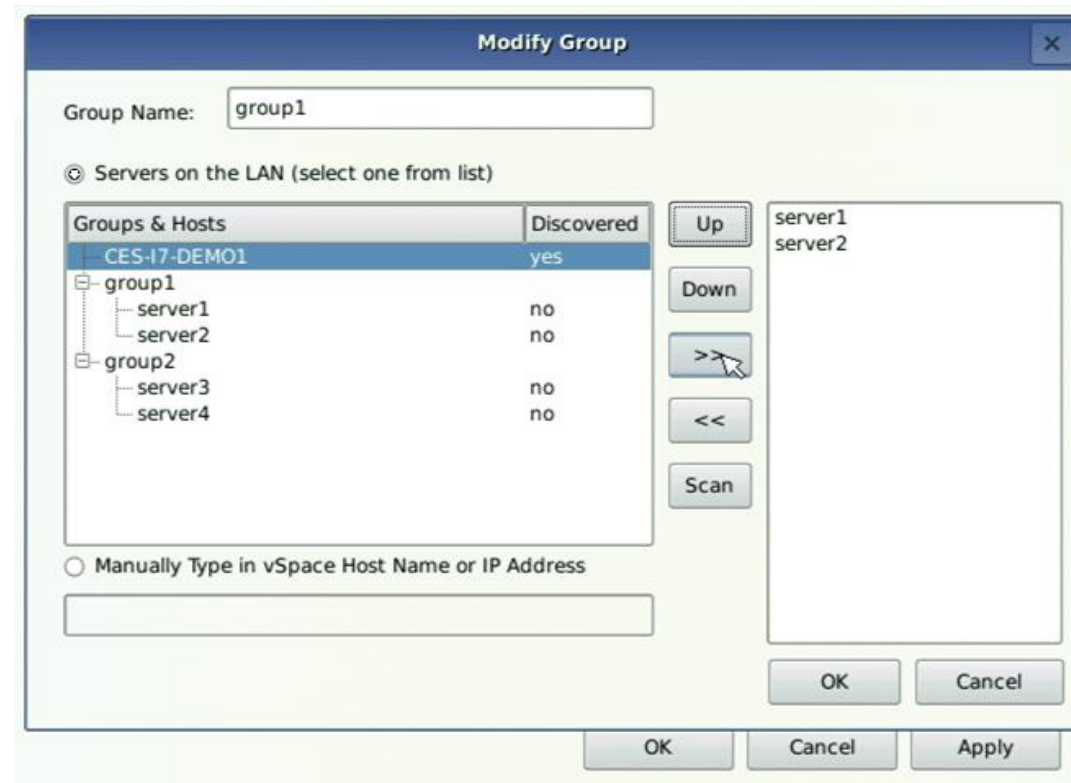 Modify Group
Group Name: group1
Servers on the LAN (select one from list)
Groups & Hosts Discovered
CES-I7-DEMO1 yes
group1
server1 no
server2 no
group2
server3 no
server4 no
Up
Down
>>
<<
Scan
server1
server2
Manually Type in vSpace Host Name or IP Address
OK Cancel
OK Cancel Apply